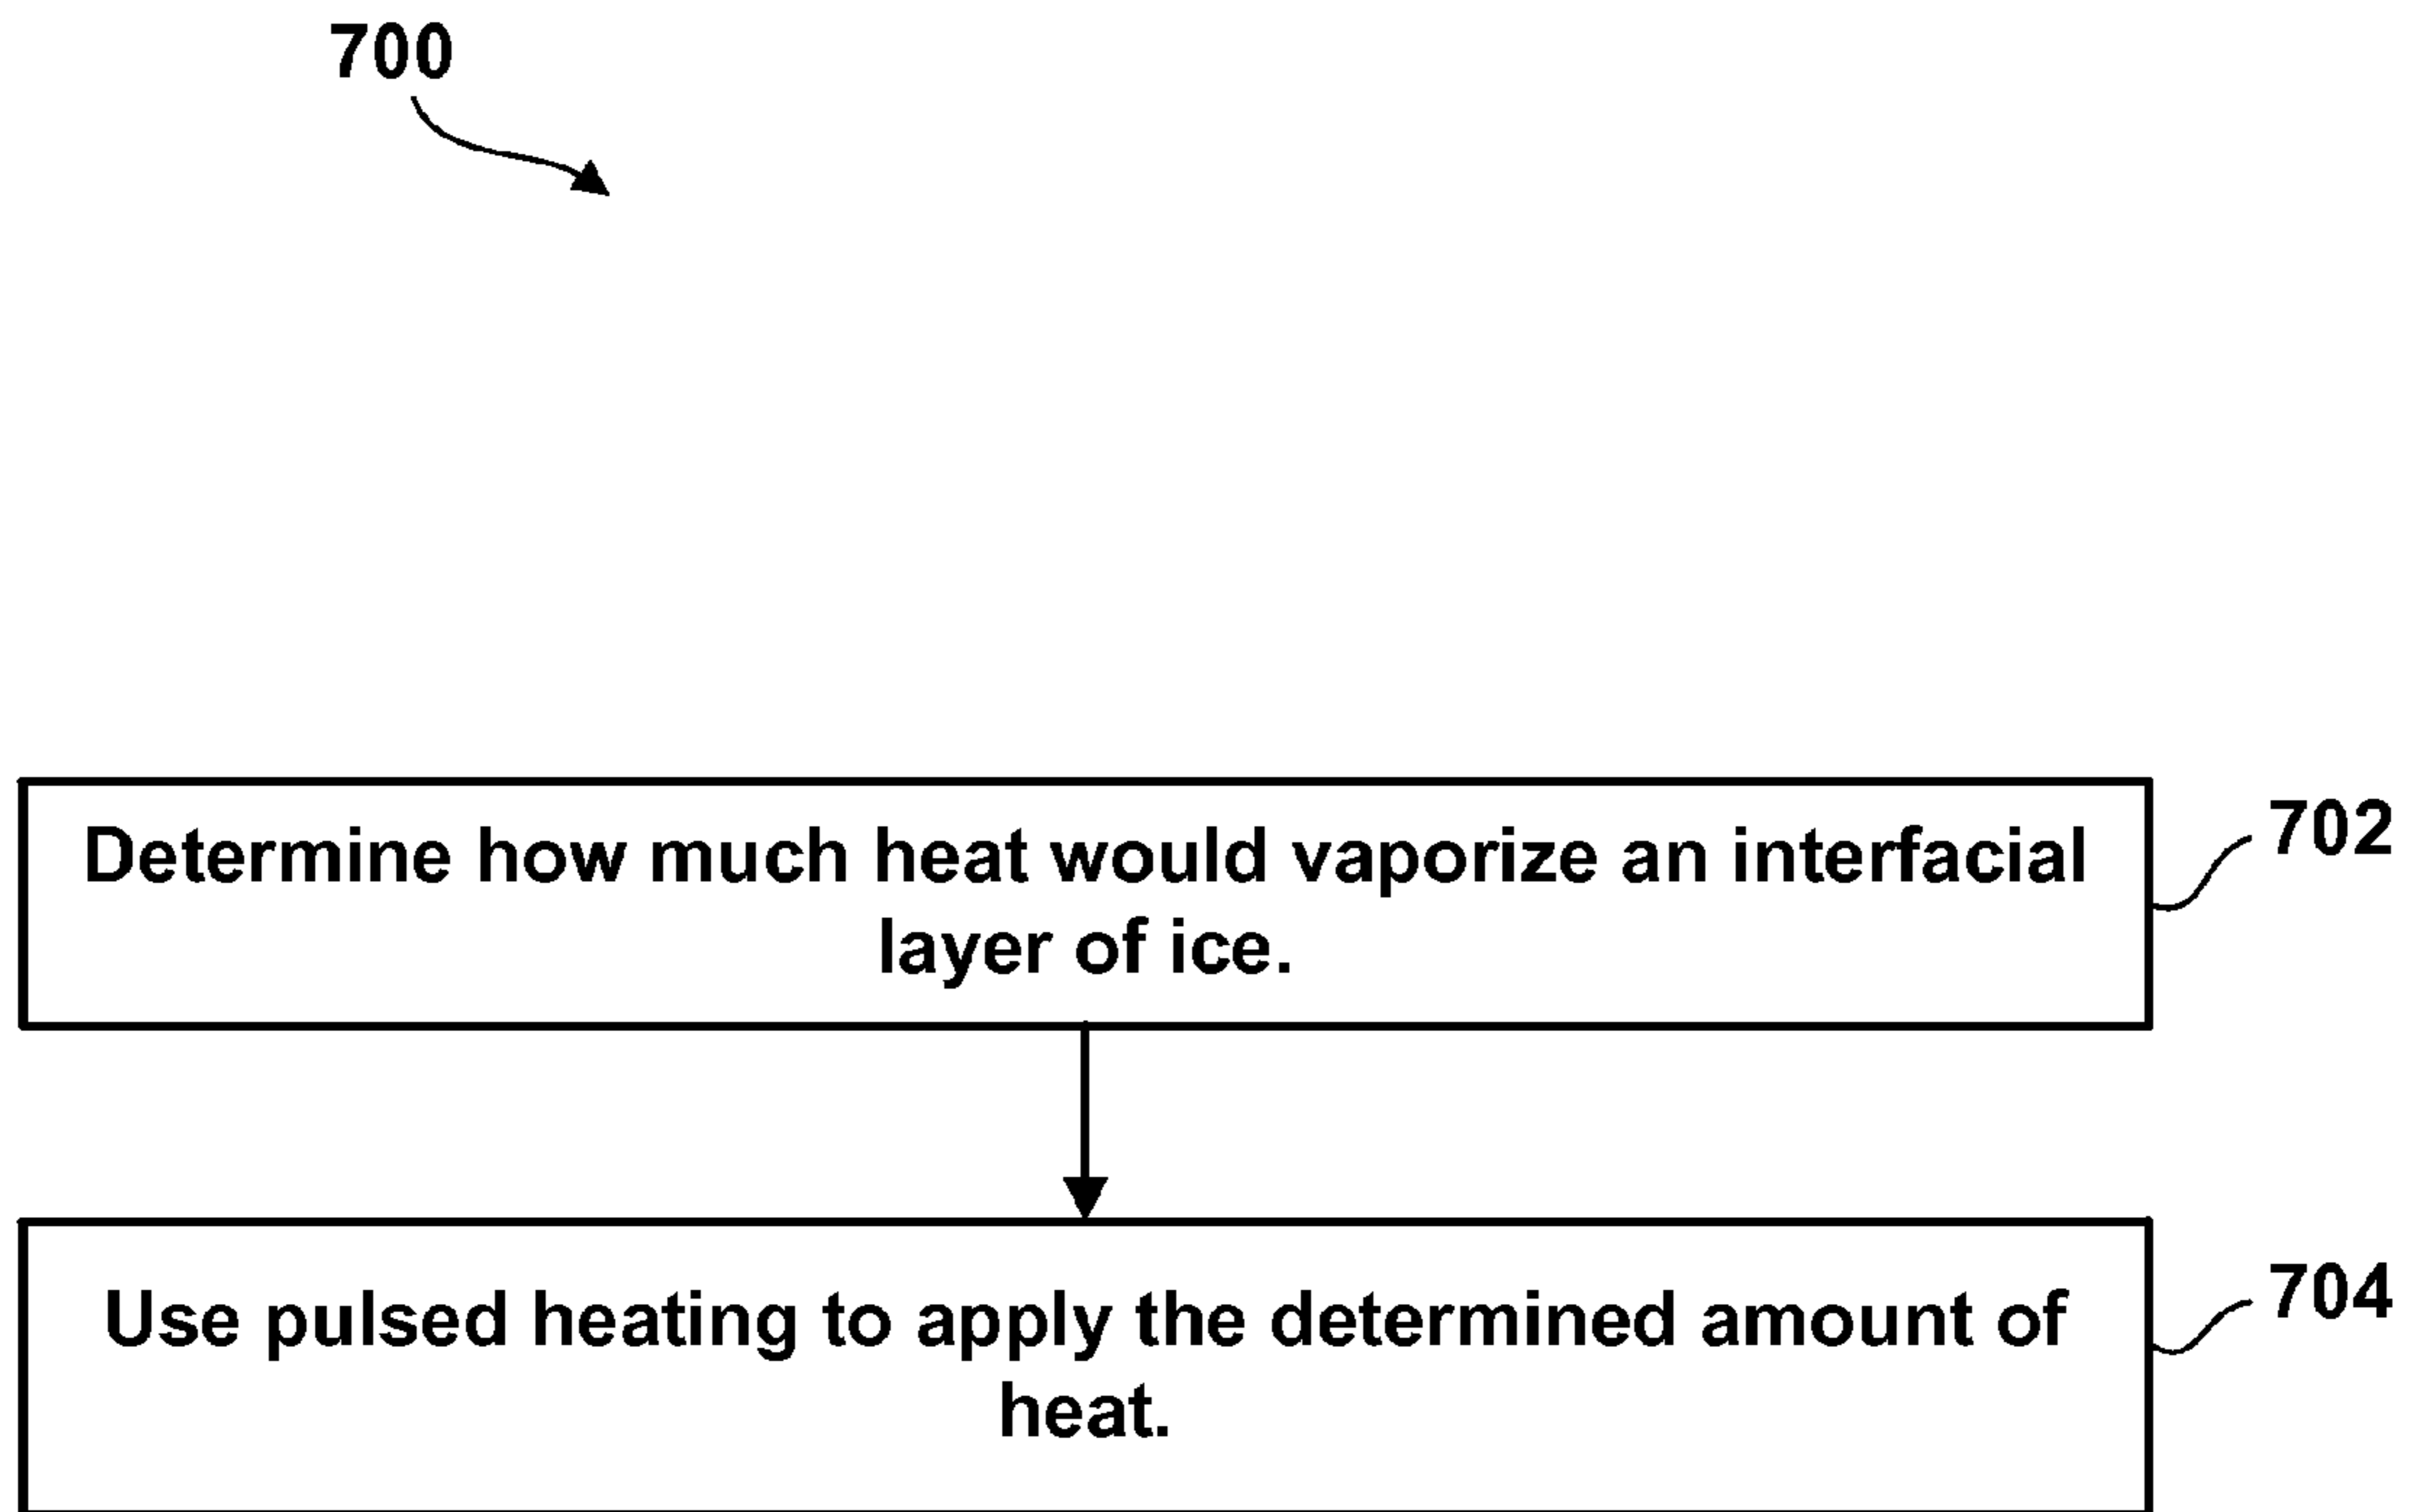 700
Determine how much heat would vaporize an interfacial
layer of ice.
702
Use pulsed heating to apply the determined amount of
heat.
704